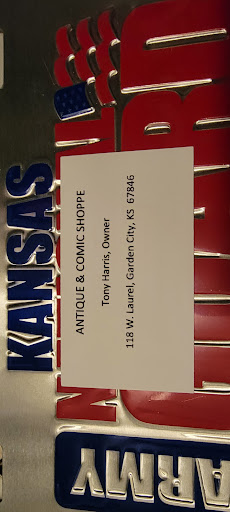 KANSAS
ANTIQUE & COMIC SHOPPE
Tony Harris, Owner
118 W. Laurel, Garden City, KS 67846
ARMY